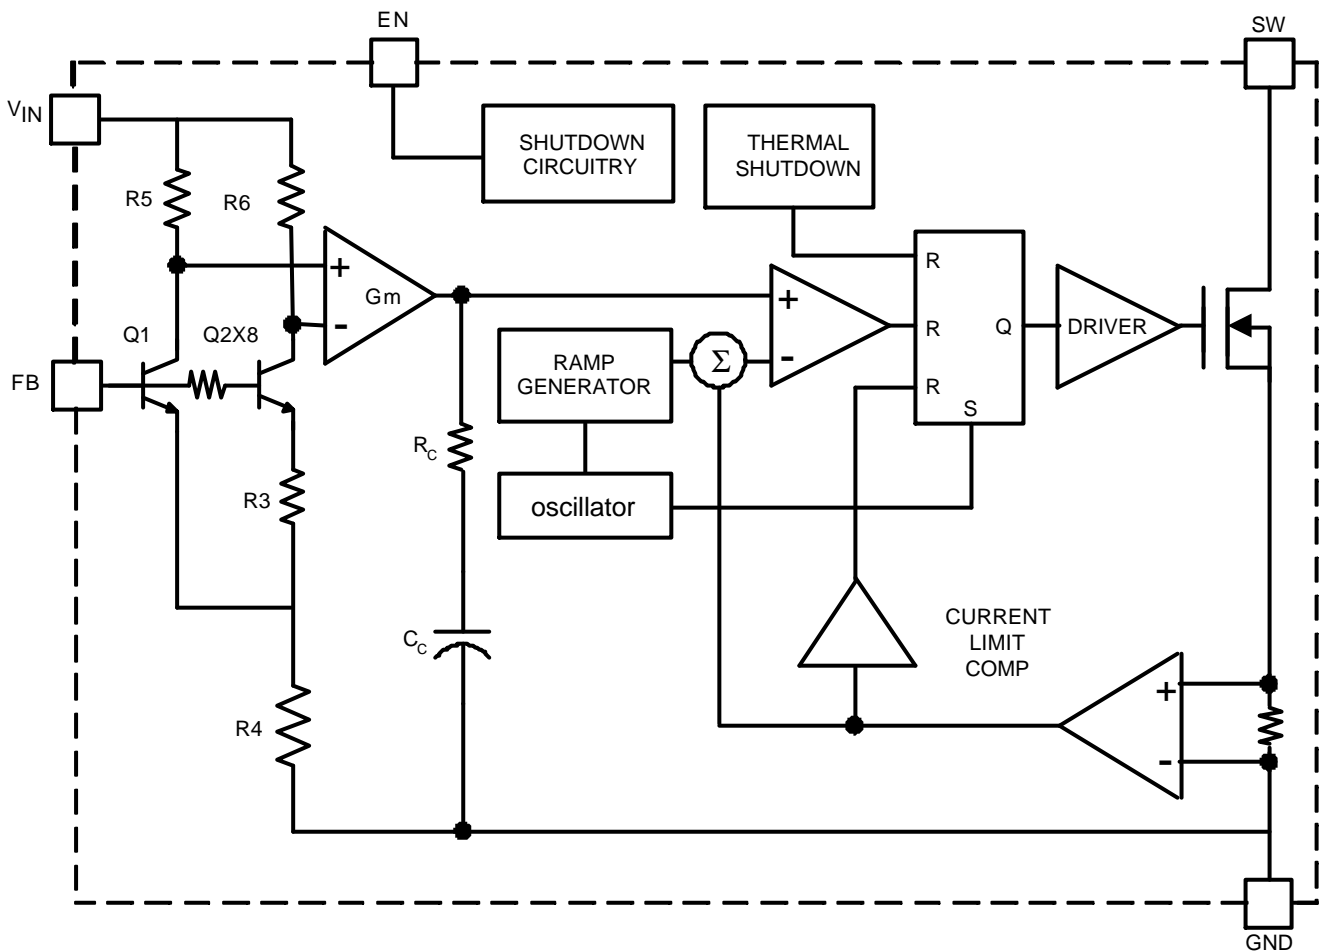 EN
SW
VIN
SHUTDOWN
CIRCUITRY
THERMAL
SHUTDOWN
R5
R6
+
Gm
-
R
+
R
-
Q
DRIVER
Q1
Q2X8
FB
RAMP
GENERATOR
Σ
R
S
RC
R3
oscillator
CURRENT
LIMIT
COMP
CC
R4
+
-
GND